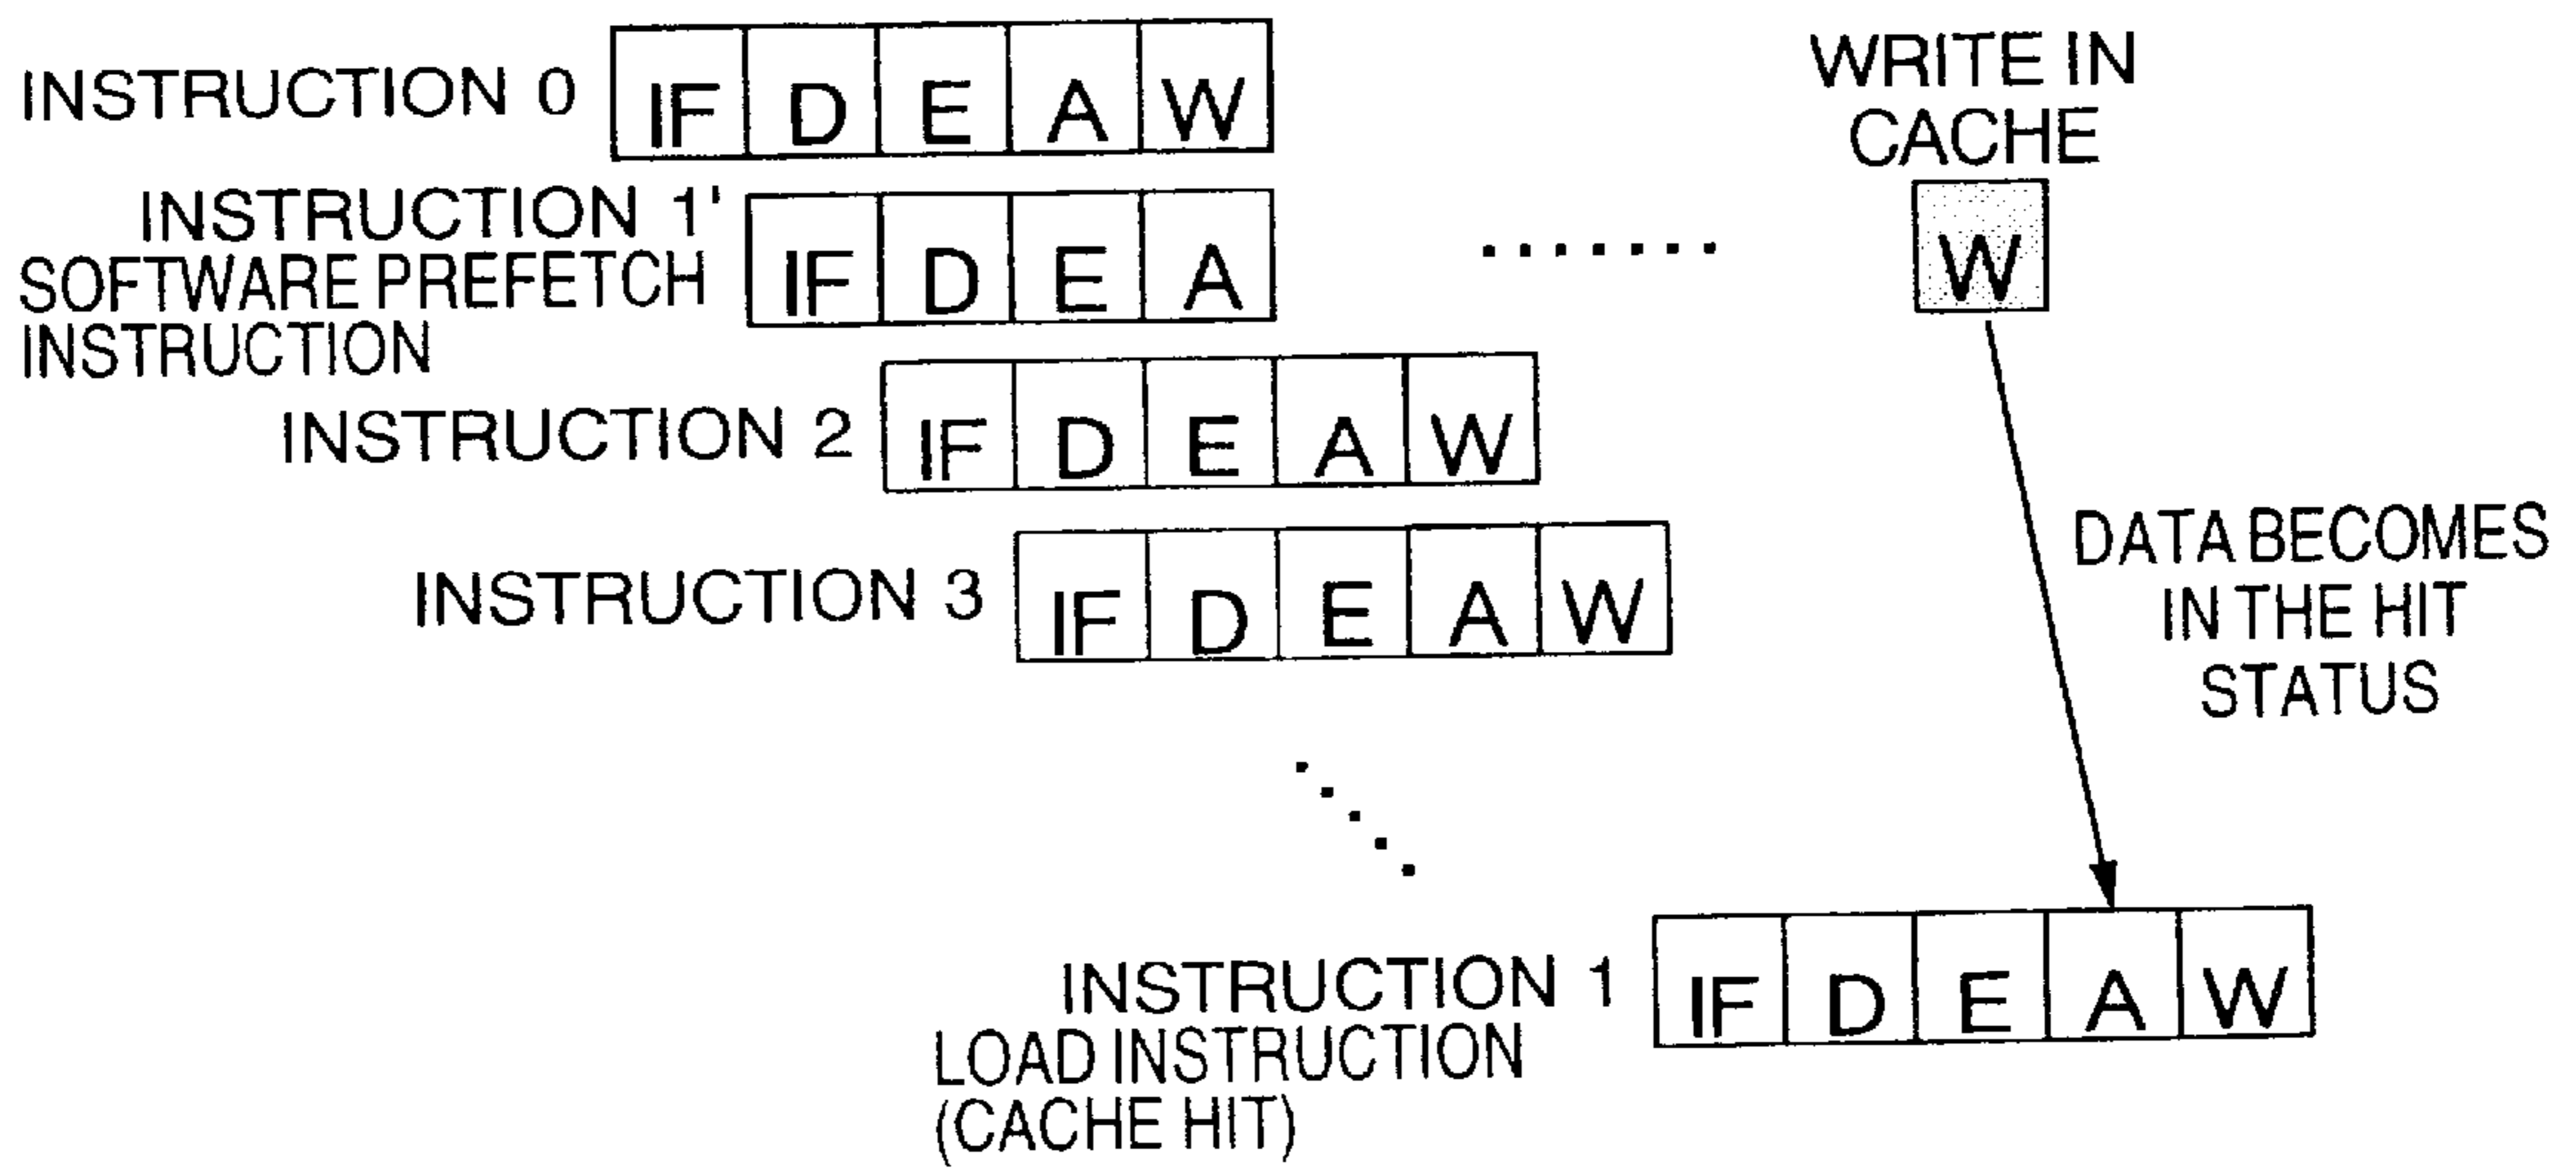 INSTRUCTION 0 IF D E A W
WRITE IN
CACHE
INSTRUCTION 1'
SOFTWARE PREFETCH
INSTRUCTION
IF D E A ....... W
INSTRUCTION 2 IF D E A W
INSTRUCTION 3 IF D E A W
DATA BECOMES
IN THE HIT
STATUS
INSTRUCTION 1 IF D E A W
LOAD INSTRUCTION
(CACHE HIT)